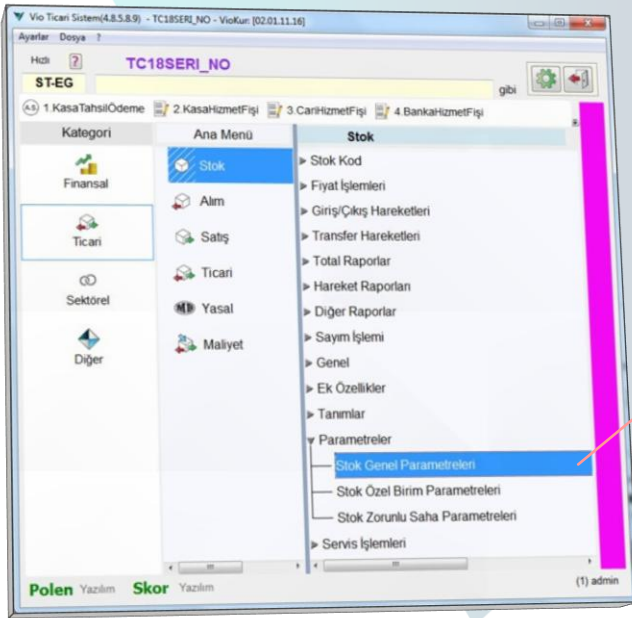 Vio Ticari Sistem(4.8.5.8.9) - TC18SERI_NO - VioKur: [02.01.11.16]
Ayarlar Dosya ?
Hızlı ? TC18SERI_NO
ST-EG gibi
4.5) 1.KasaTahsilÖdeme 2.KasaHizmetFişi 3.CariHizmetFişi 4.BankaHizmetFişi
Kategori
Finansal
Ticari
Sektörel
Diğer
Ana Menü
Stok
Alım
Satış
Ticari
Yasal
Maliyet
Stok
Stok Kod
Fiyat İşlemleri
Giriş/Çıkış Hareketleri
Transfer Hareketleri
Total Raporlar
Hareket Raporları
Diğer Raporlar
Sayım İşlemi
Genel
Ek Özellikler
Tanımlar
Parametreler
Stok Genel Parametreleri
Stok Özel Birim Parametreleri
Stok Zorunlu Saha Parametreleri
Servis İşlemleri
Polen Yazılım Skor Yazılım (1) admin